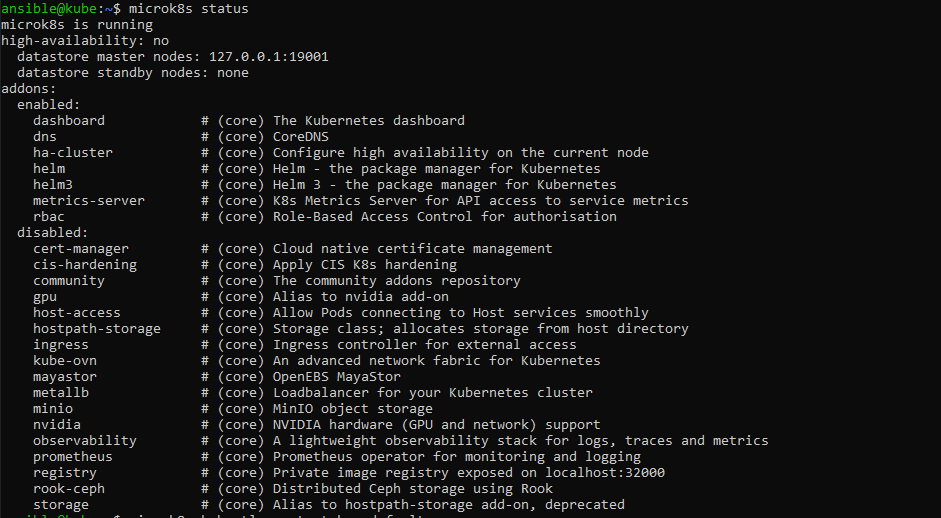 ansible@kube:~$ microk8s status
microk8s is running
high-availability: no
  datastore master nodes: 127.0.0.1:19001
  datastore standby nodes: none
addons:
  enabled:
    dashboard            # (core) The Kubernetes dashboard
    dns                  # (core) CoreDNS
    ha-cluster           # (core) Configure high availability on the current node
    helm                 # (core) Helm - the package manager for Kubernetes
    helm3                # (core) Helm 3 - the package manager for Kubernetes
    metrics-server       # (core) K8s Metrics Server for API access to service metrics
    rbac                 # (core) Role-Based Access Control for authorisation
  disabled:
    cert-manager         # (core) Cloud native certificate management
    cis-hardening        # (core) Apply CIS K8s hardening
    community            # (core) The community addons repository
    gpu                  # (core) Alias to nvidia add-on
    host-access          # (core) Allow Pods connecting to Host services smoothly
    hostpath-storage     # (core) Storage class; allocates storage from host directory
    ingress              # (core) Ingress controller for external access
    kube-ovn             # (core) An advanced network fabric for Kubernetes
    mayastor             # (core) OpenEBS MayaStor
    metallb              # (core) Loadbalancer for your Kubernetes cluster
    minio                # (core) MinIO object storage
    nvidia               # (core) NVIDIA hardware (GPU and network) support
    observability        # (core) A lightweight observability stack for logs, traces and metrics
    prometheus           # (core) Prometheus operator for monitoring and logging
    registry             # (core) Private image registry exposed on localhost:32000
    rook-ceph            # (core) Distributed Ceph storage using Rook
    storage              # (core) Alias to hostpath-storage add-on, deprecated